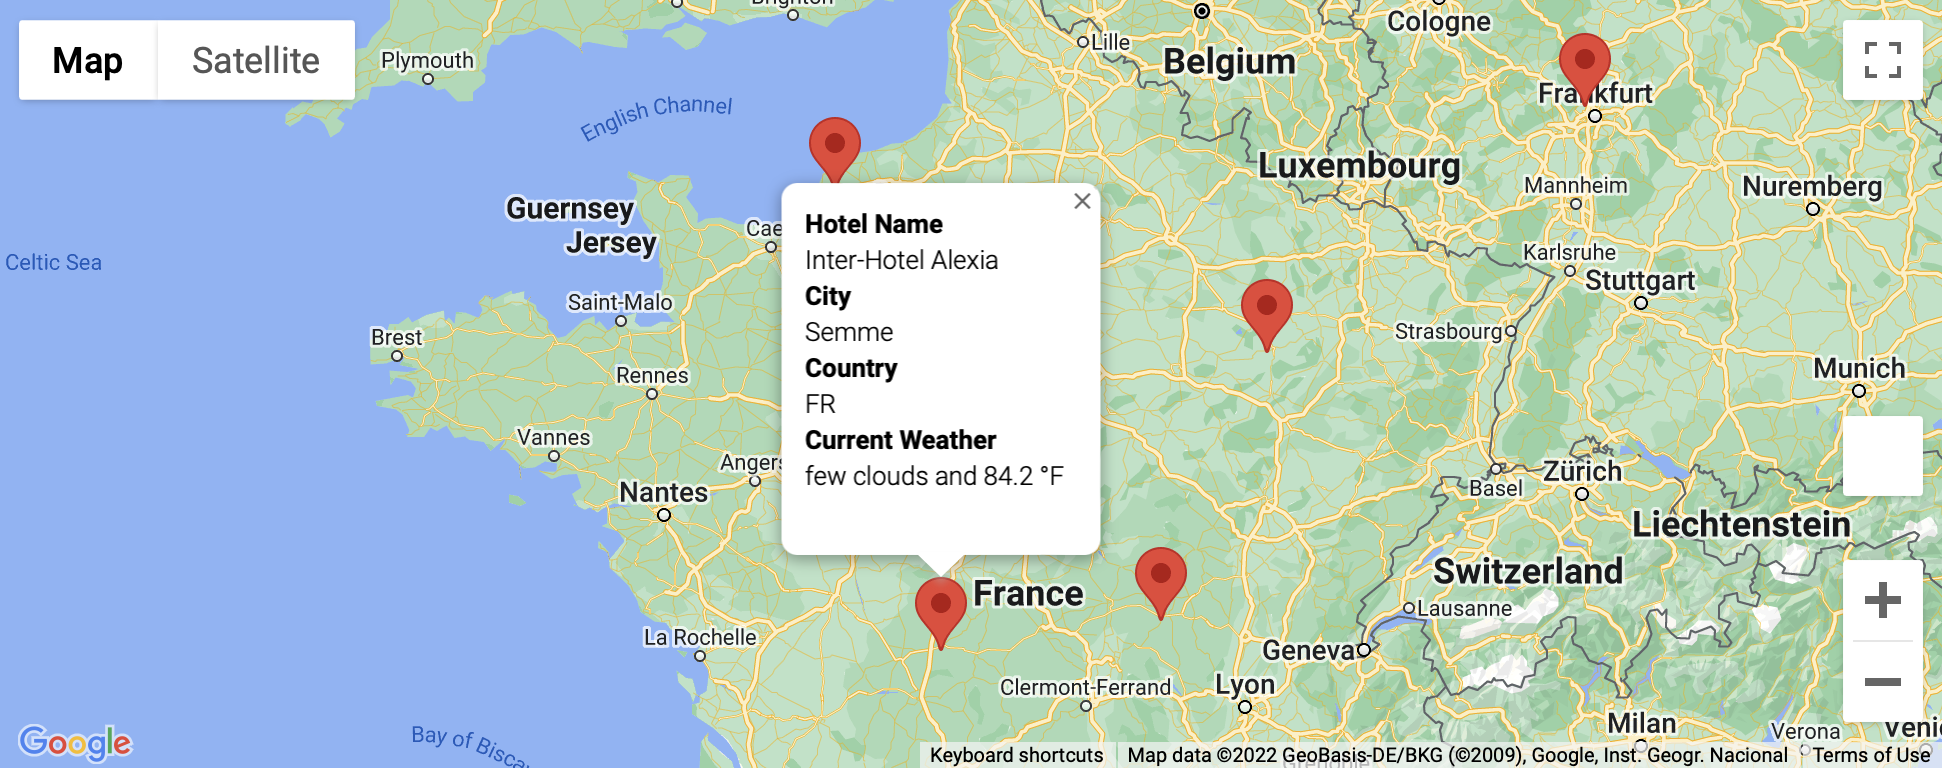 Map
Satellite
Plymouth
Brighton
English Channel
Lille
Belgium
Cologne
Frankfurt
Luxembourg
Mannheim
Nuremberg
Guernsey
Jersey
Celtic Sea
Cae
Karlsruhe
Stuttgart
Saint-Malo
Brest
Strasbourg
Rennes
Munich
Vannes
Angers
Nantes
Hotel Name
Inter-Hotel Alexia
City
Semme
Country
FR
Current Weather
few clouds and 84.2 °F
Basel
Zürich
Liechtenstein
Switzerland
France
Lausanne
La Rochelle
Geneva
Clermont-Ferrand
Lyon
Milan
Verona
Veni
Bay of Bisca
Google
Keyboard shortcuts
Map data ©2022 GeoBasis-DE/BKG (©2009), Google, Inst. Geogr. Nacional
Terms of Use